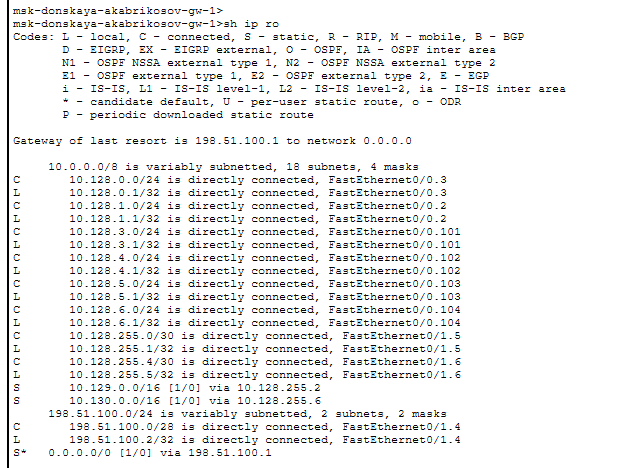 msk-donskaya-akabrikosov-gw-1>
msk-donskaya-akabrikosov-gw-1>sh ip ro
Codes: L - local, C - connected, S - static, R - RIP, M - mobile, B - BGP
D - EIGRP, EX - EIGRP external, O - OSPF, IA - OSPF inter area
N1 - OSPF NSSA external type 1, N2 - OSPF NSSA external type 2
E1 - OSPF external type 1, E2 - OSPF external type 2, E - EGP
i - IS-IS, L1 - IS-IS level-1, L2 - IS-IS level-2, ia - IS-IS inter area
* - candidate default, U - per-user static route, o - ODR
P - periodic downloaded static route
Gateway of last resort is 198.51.100.1 to network 0.0.0.0
10.0.0.0/8 is variably subnetted, 18 subnets, 4 masks
C 10.128.0.0/24 is directly connected, FastEthernet0/0.3
L 10.128.0.1/32 is directly connected, FastEthernet0/0.3
C 10.128.1.0/24 is directly connected, FastEthernet0/0.2
L 10.128.1.1/32 is directly connected, FastEthernet0/0.2
C 10.128.3.0/24 is directly connected, FastEthernet0/0.101
L 10.128.3.1/32 is directly connected, FastEthernet0/0.101
C 10.128.4.0/24 is directly connected, FastEthernet0/0.102
L 10.128.4.1/32 is directly connected, FastEthernet0/0.102
C 10.128.5.0/24 is directly connected, FastEthernet0/0.103
L 10.128.5.1/32 is directly connected, FastEthernet0/0.103
C 10.128.6.0/24 is directly connected, FastEthernet0/0.104
L 10.128.6.1/32 is directly connected, FastEthernet0/0.104
C 10.128.255.0/30 is directly connected, FastEthernet0/1.5
L 10.128.255.1/32 is directly connected, FastEthernet0/1.5
C 10.128.255.4/30 is directly connected, FastEthernet0/1.6
L 10.128.255.5/32 is directly connected, FastEthernet0/1.6
S 10.129.0.0/16 [1/0] via 10.128.255.2
S 10.130.0.0/16 [1/0] via 10.128.255.6
198.51.100.0/24 is variably subnetted, 2 subnets, 2 masks
C 198.51.100.0/28 is directly connected, FastEthernet0/1.4
L 198.51.100.2/32 is directly connected, FastEthernet0/1.4
S* 0.0.0.0/0 [1/0] via 198.51.100.1